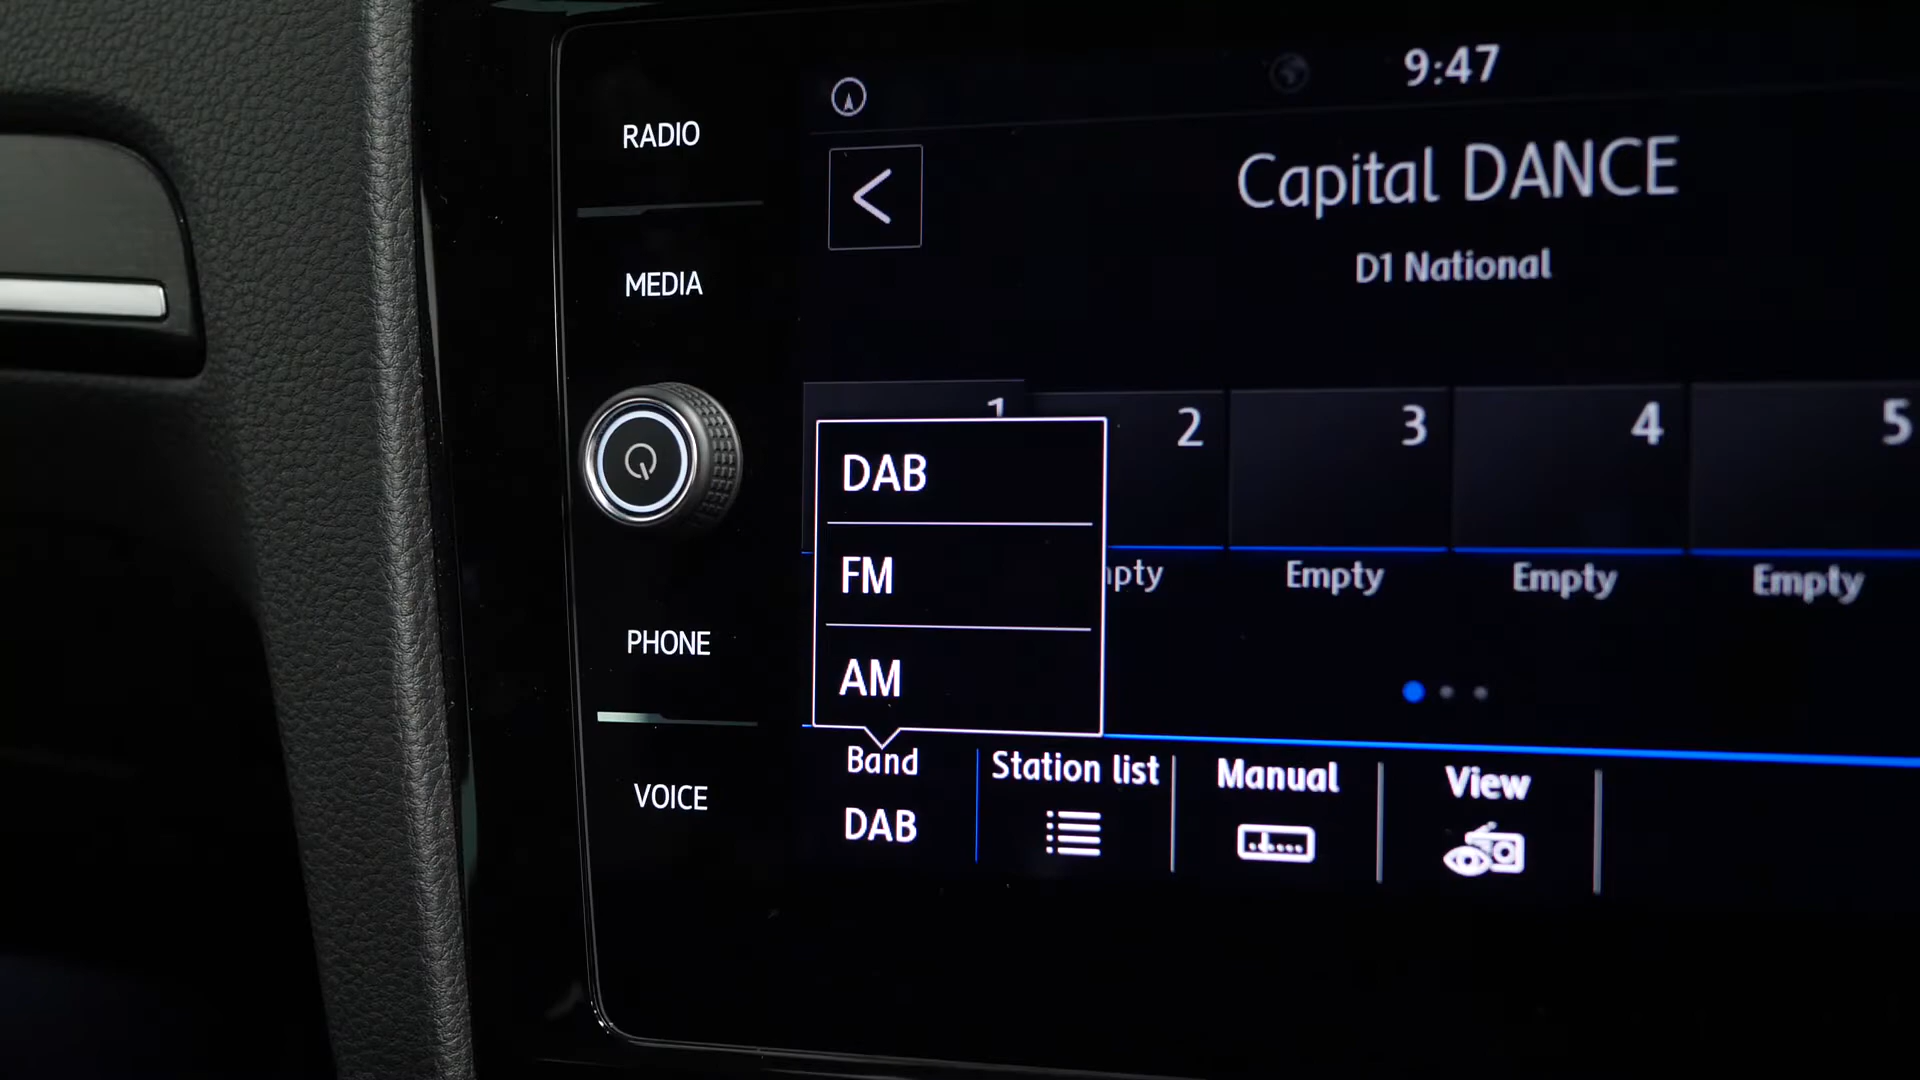 RADIO
MEDIA
PHONE
VOICE
9:47
Capital DANCE
D1 National
1
2
3
4
5
DAB
FM
AM
Empty
Empty
Empty
Band
DAB
Station list
Manual
View